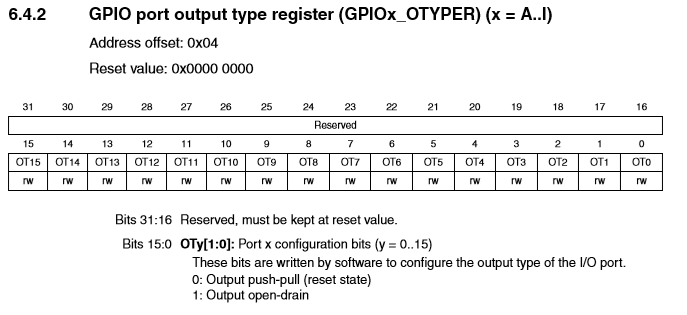 6.4.2 GPIO port output type register (GPIOx_OTYPER) (x = A..I)
Address offset: 0x04
Reset value: 0x0000 0000
31 30 29 28 27 26 25 24 23 22 21 20 19 18 17 16
Reserved
15 14 13 12 11 10 9 8 7 6 5 4 3 2 1 0
OT15 OT14 OT13 OT12 OT11 OT10 OT9 OT8 OT7 OT6 OT5 OT4 OT3 OT2 OT1 OT0
rw rw rw rw rw rw rw rw rw rw rw rw rw rw rw rw
Bits 31:16 Reserved, must be kept at reset value.
Bits 15:0 OTy[1:0]: Port x configuration bits (y = 0..15)
These bits are written by software to configure the output type of the I/O port.
0: Output push-pull (reset state)
1: Output open-drain